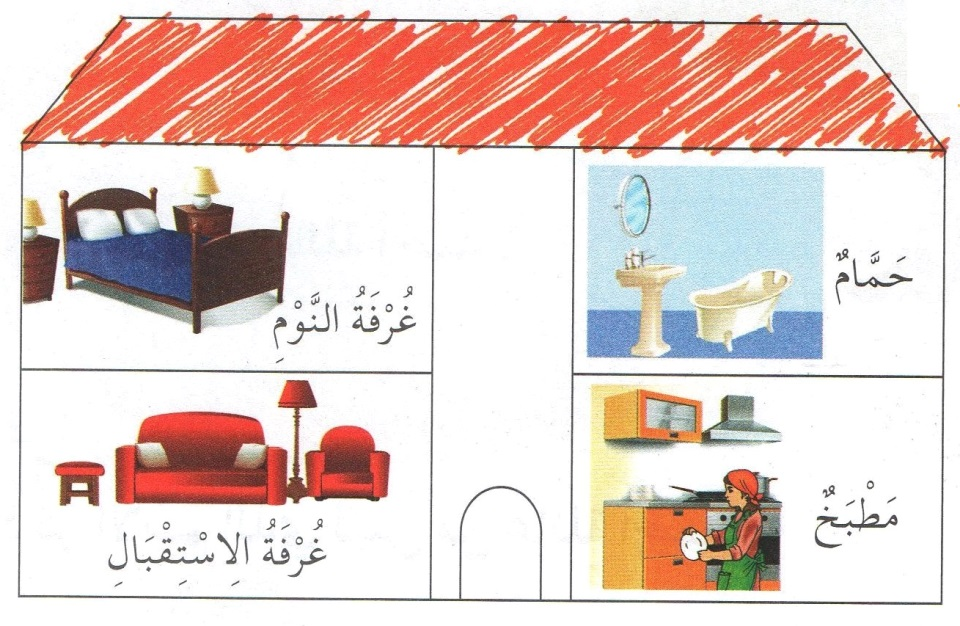 حَمَّامٌ
غُرْفَةُ النَّوْمِ
مَطْبَخٌ
غُرْفَةُ الِاسْتِقْبَالِ